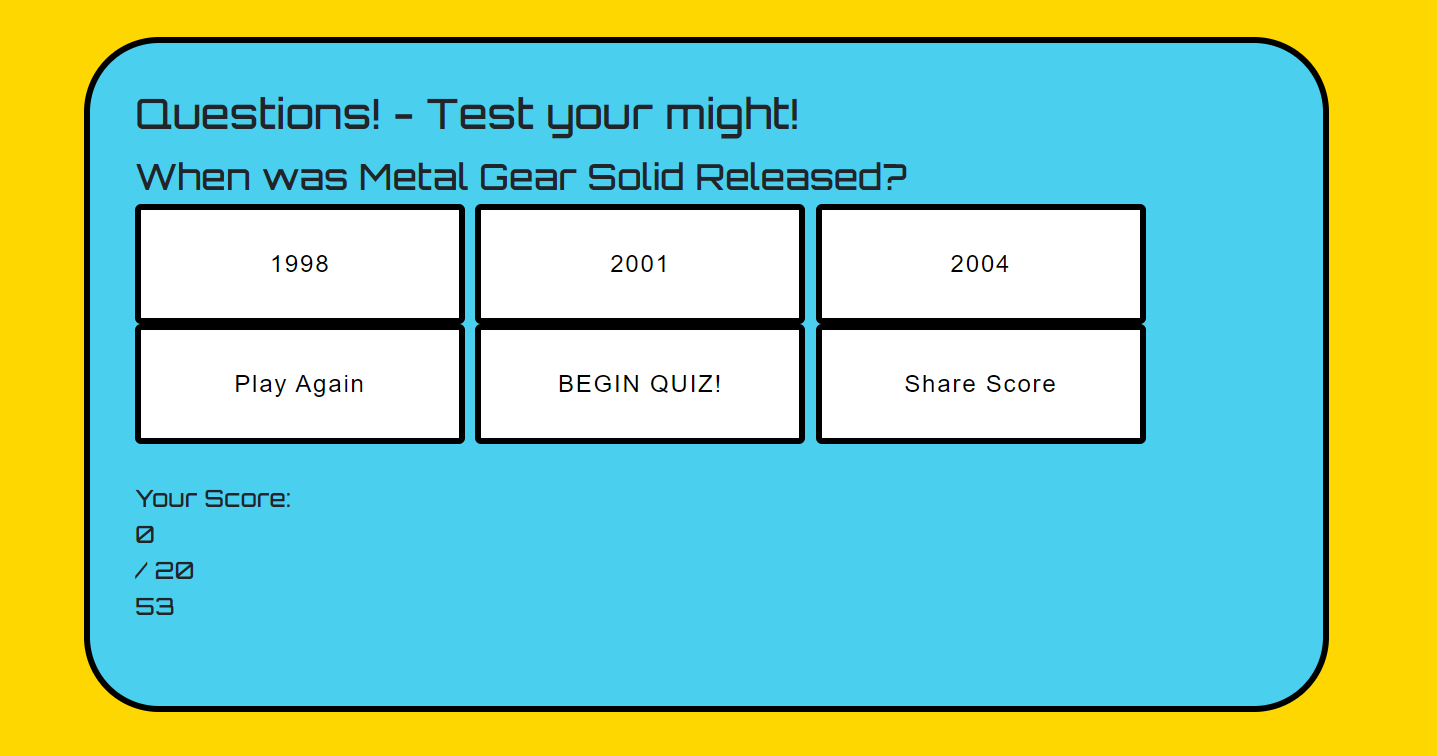 Questions! - Test your might!
When was Metal Gear Solid Released?
1998 2001 2004
Play Again BEGIN QUIZ! Share Score
Your Score:
0
/ 20
53